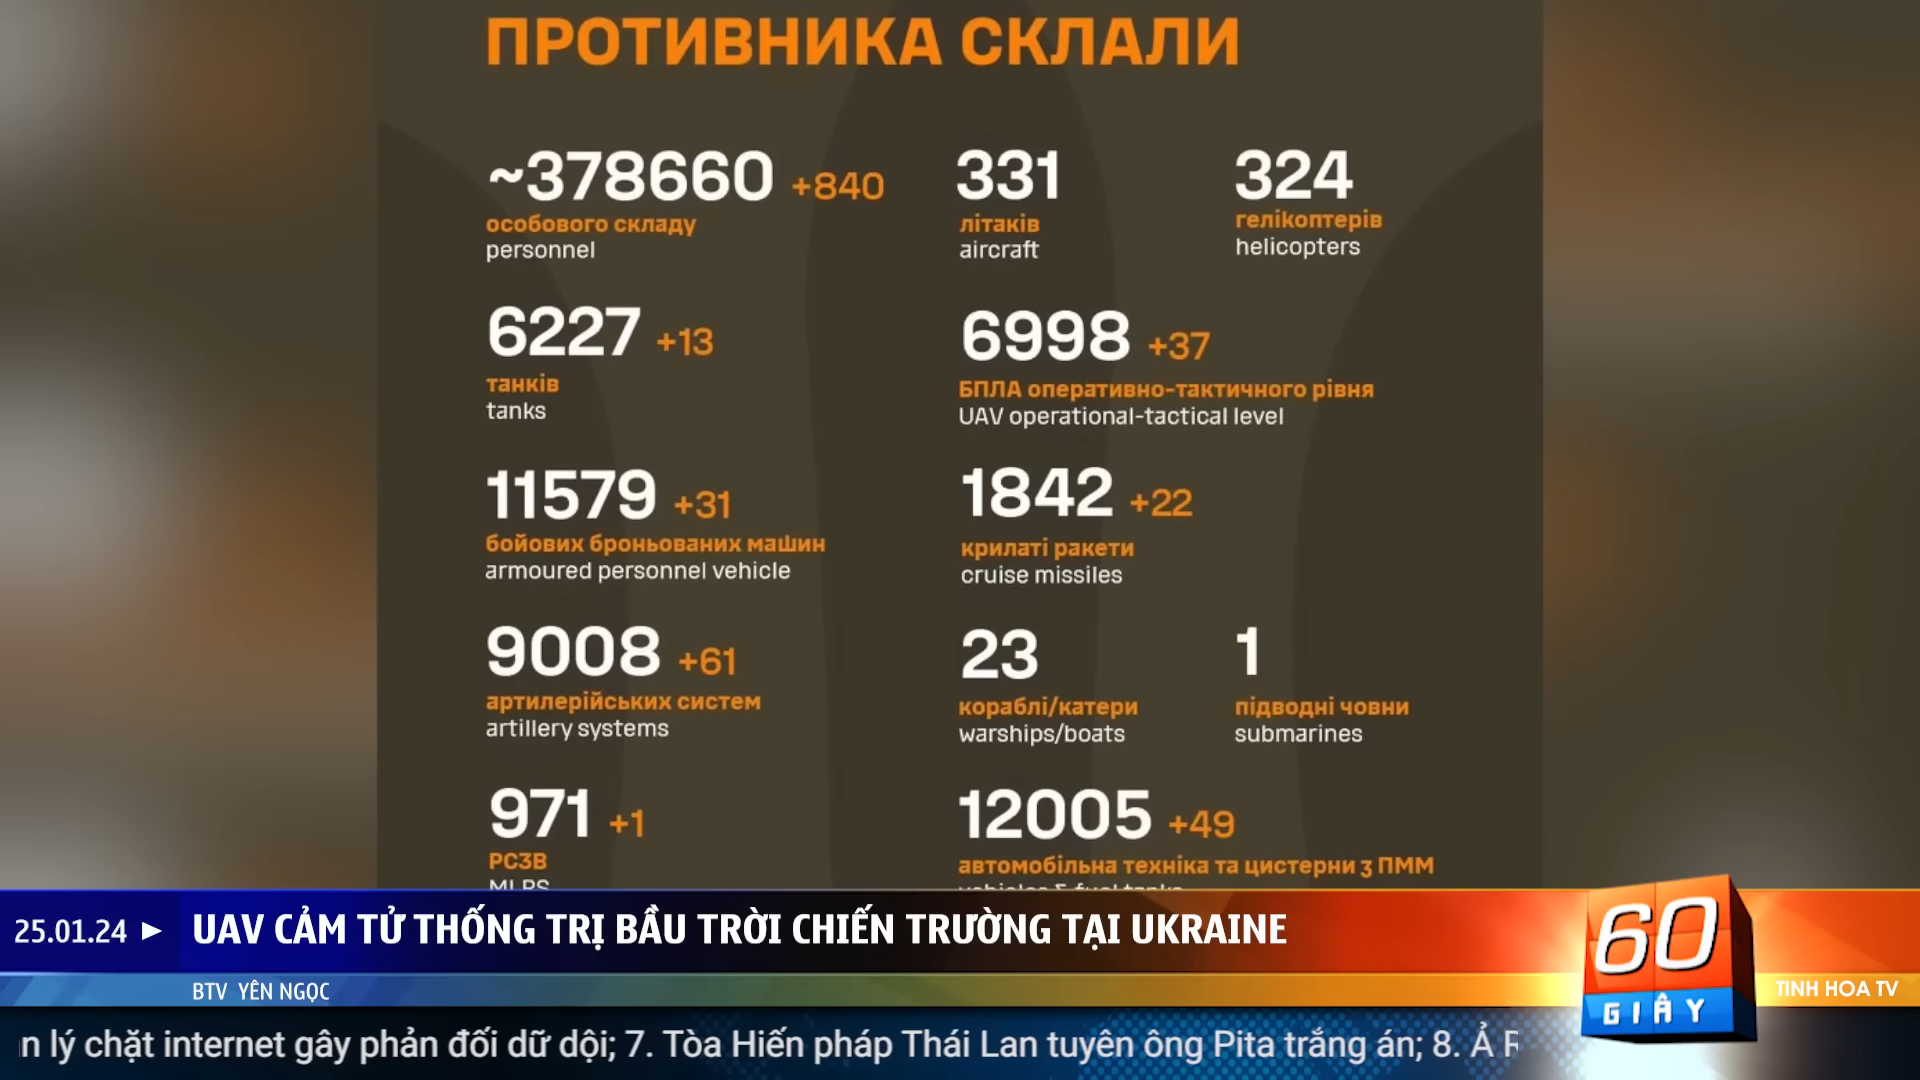 ПРОТИВНИКА СКЛАЛИ
~378660 +840
особового складу
personnel
331
літаків
aircraft
324
гелікоптерів
helicopters
6227 +13
танків
tanks
6998 +37
БПЛА оперативно-тактичного рівня
UAV operational-tactical level
11579 +31
бойових броньованих машин
armoured personnel vehicle
1842 +22
крилаті ракети
cruise missiles
9008 +61
артилерійських систем
artillery systems
23
кораблі/катери
warships/boats
1
підводні човни
submarines
971 +1
РСЗВ
MLRS
12005 +49
автомобільна техніка та цистерни з ПММ
vehicles & fuel tanks
25.01.24 ► UAV CẢM TỬ THỐNG TRỊ BẦU TRỜI CHIẾN TRƯỜNG TẠI UKRAINE
BTV YÊN NGỌC
60
GIÂY
TINH HOA TV
lý chặt internet gây phản đối dữ dội; 7. Tòa Hiến pháp Thái Lan tuyên ông Pita trắng án; 8. Ả